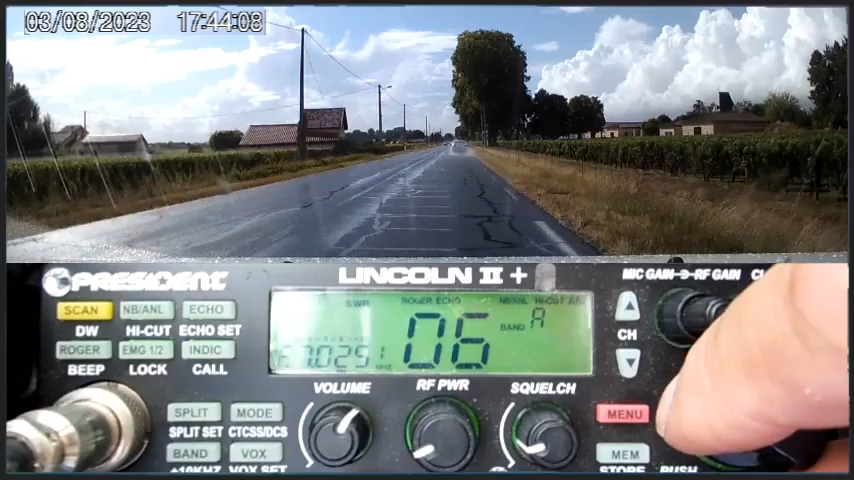 03/08/2023 17:44:08
PRESIDENT LINCOLN II + MIC GAIN RF GAIN
SCAN NB/ANL ECHO
DW HI-CUT ECHO SET
ROGER EMG 1/2 INDIC
BEEP LOCK CALL
SWR ROGER ECHO NB/ANL HI-CUT
06 BAND A
CH
VOLUME RF PWR SQUELCH
SPLIT MODE MENU
SPLIT SET CTCSS/DCS
BAND VOX MEM
+10KHZ VOX SET STORE PUSH